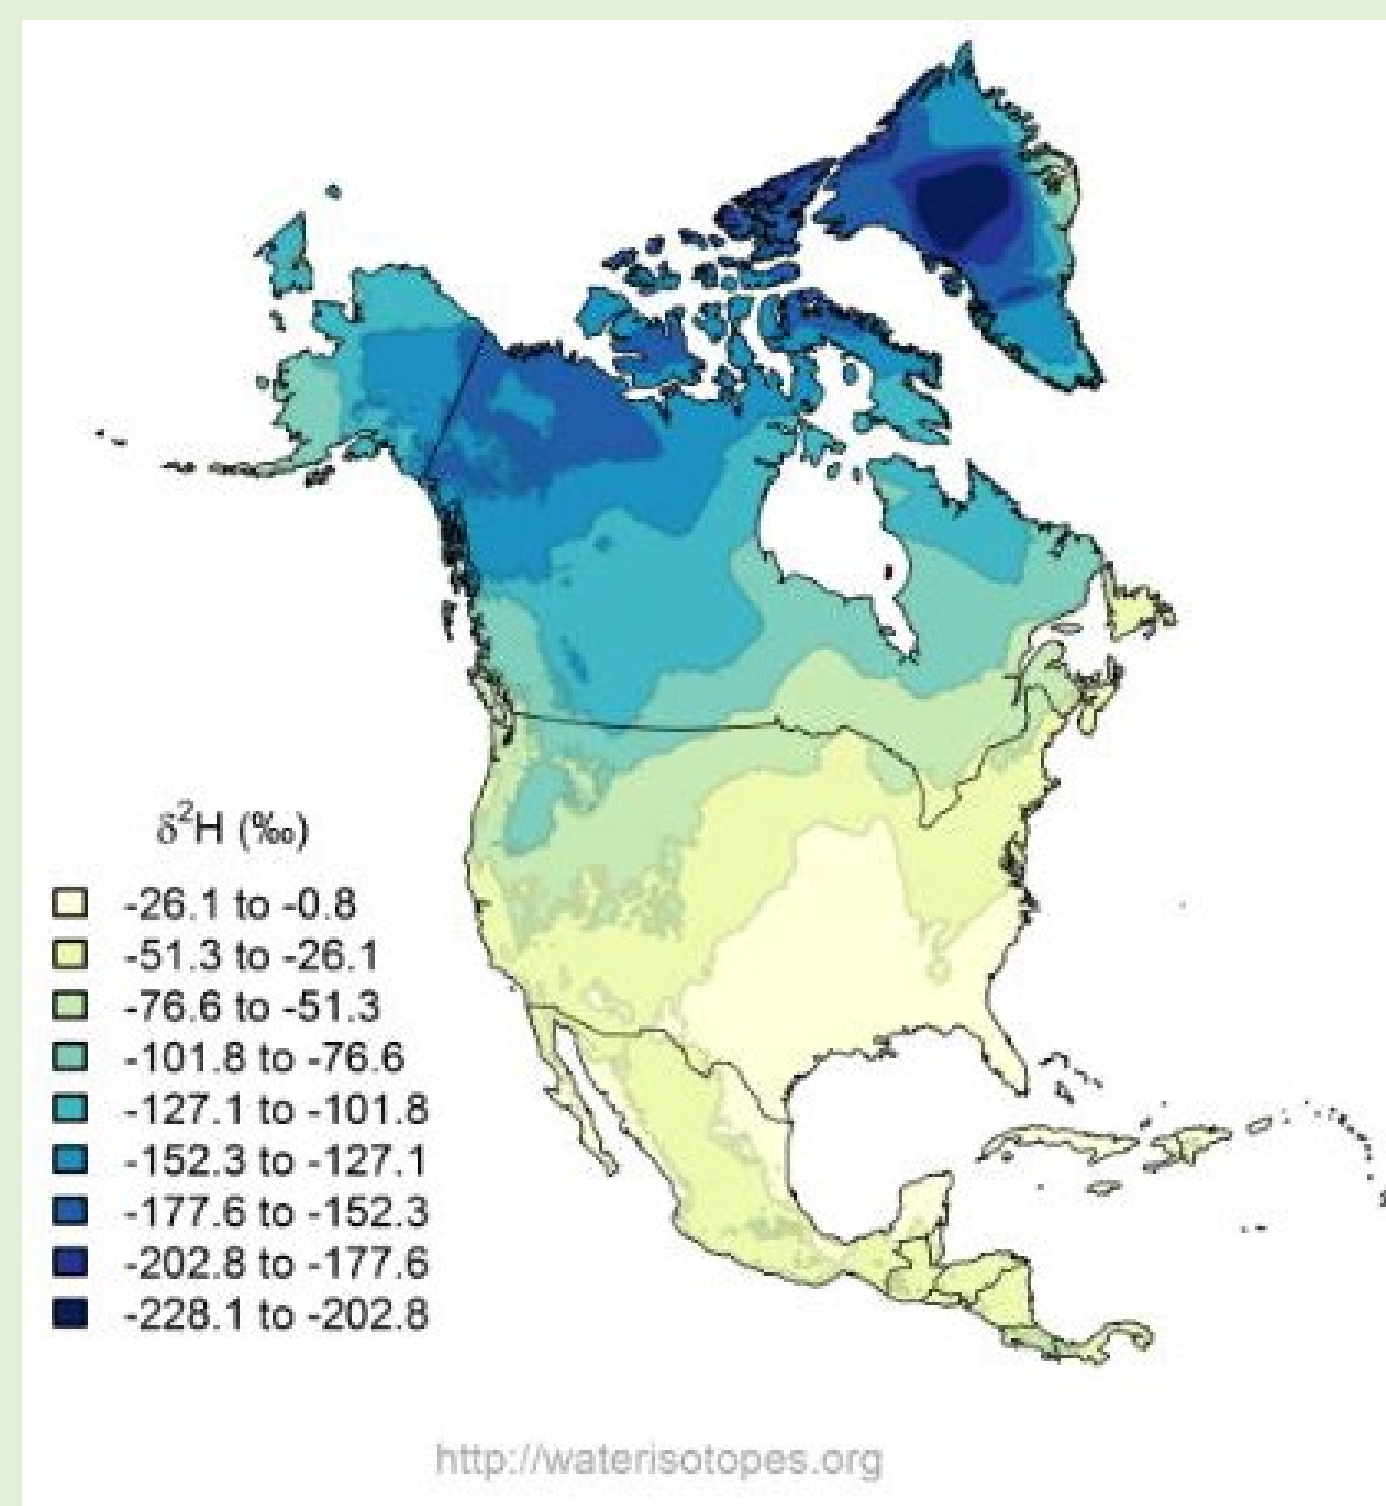 δ²H (‰)
-26.1 to -0.8
-51.3 to -26.1
-76.6 to -51.3
-101.8 to -76.6
-127.1 to -101.8
-152.3 to -127.1
-177.6 to -152.3
-202.8 to -177.6
-228.1 to -202.8
http://waterisotopes.org